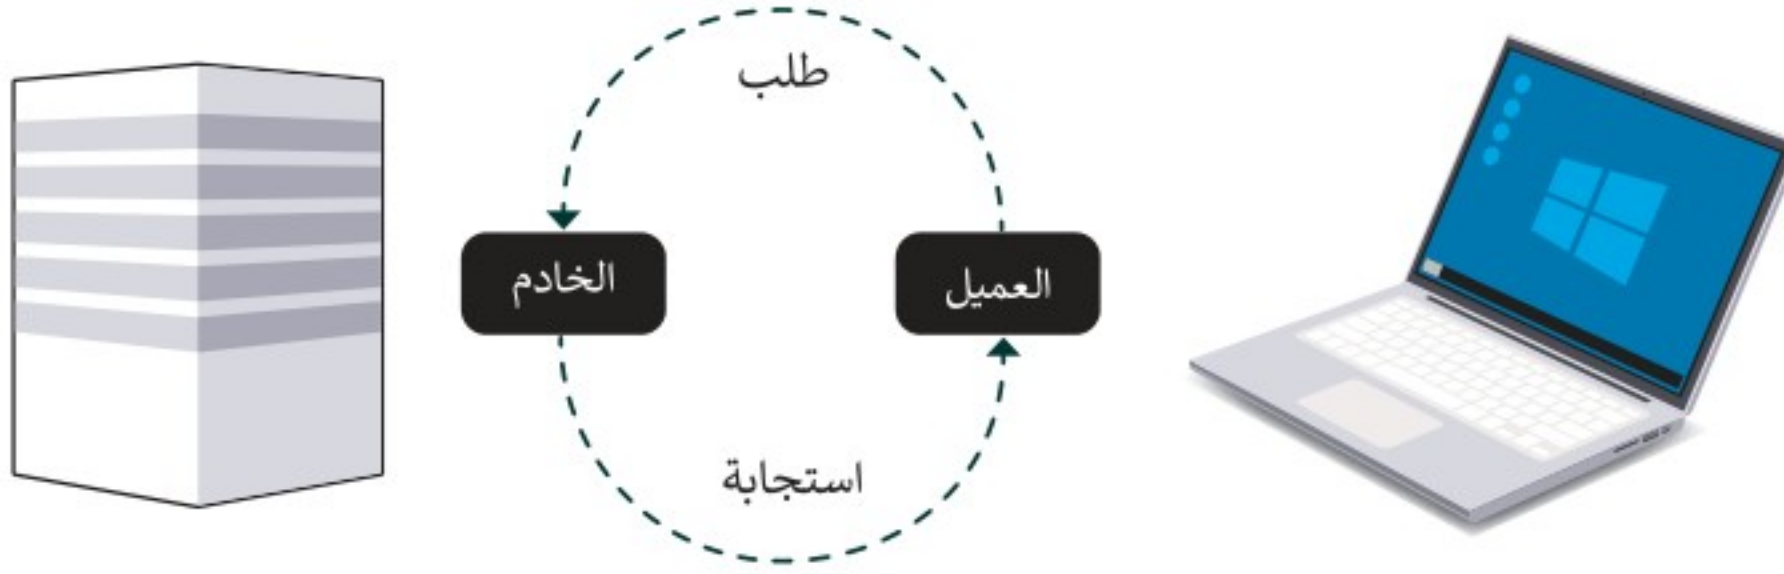 طلب
العميل
الخادم
استجابة